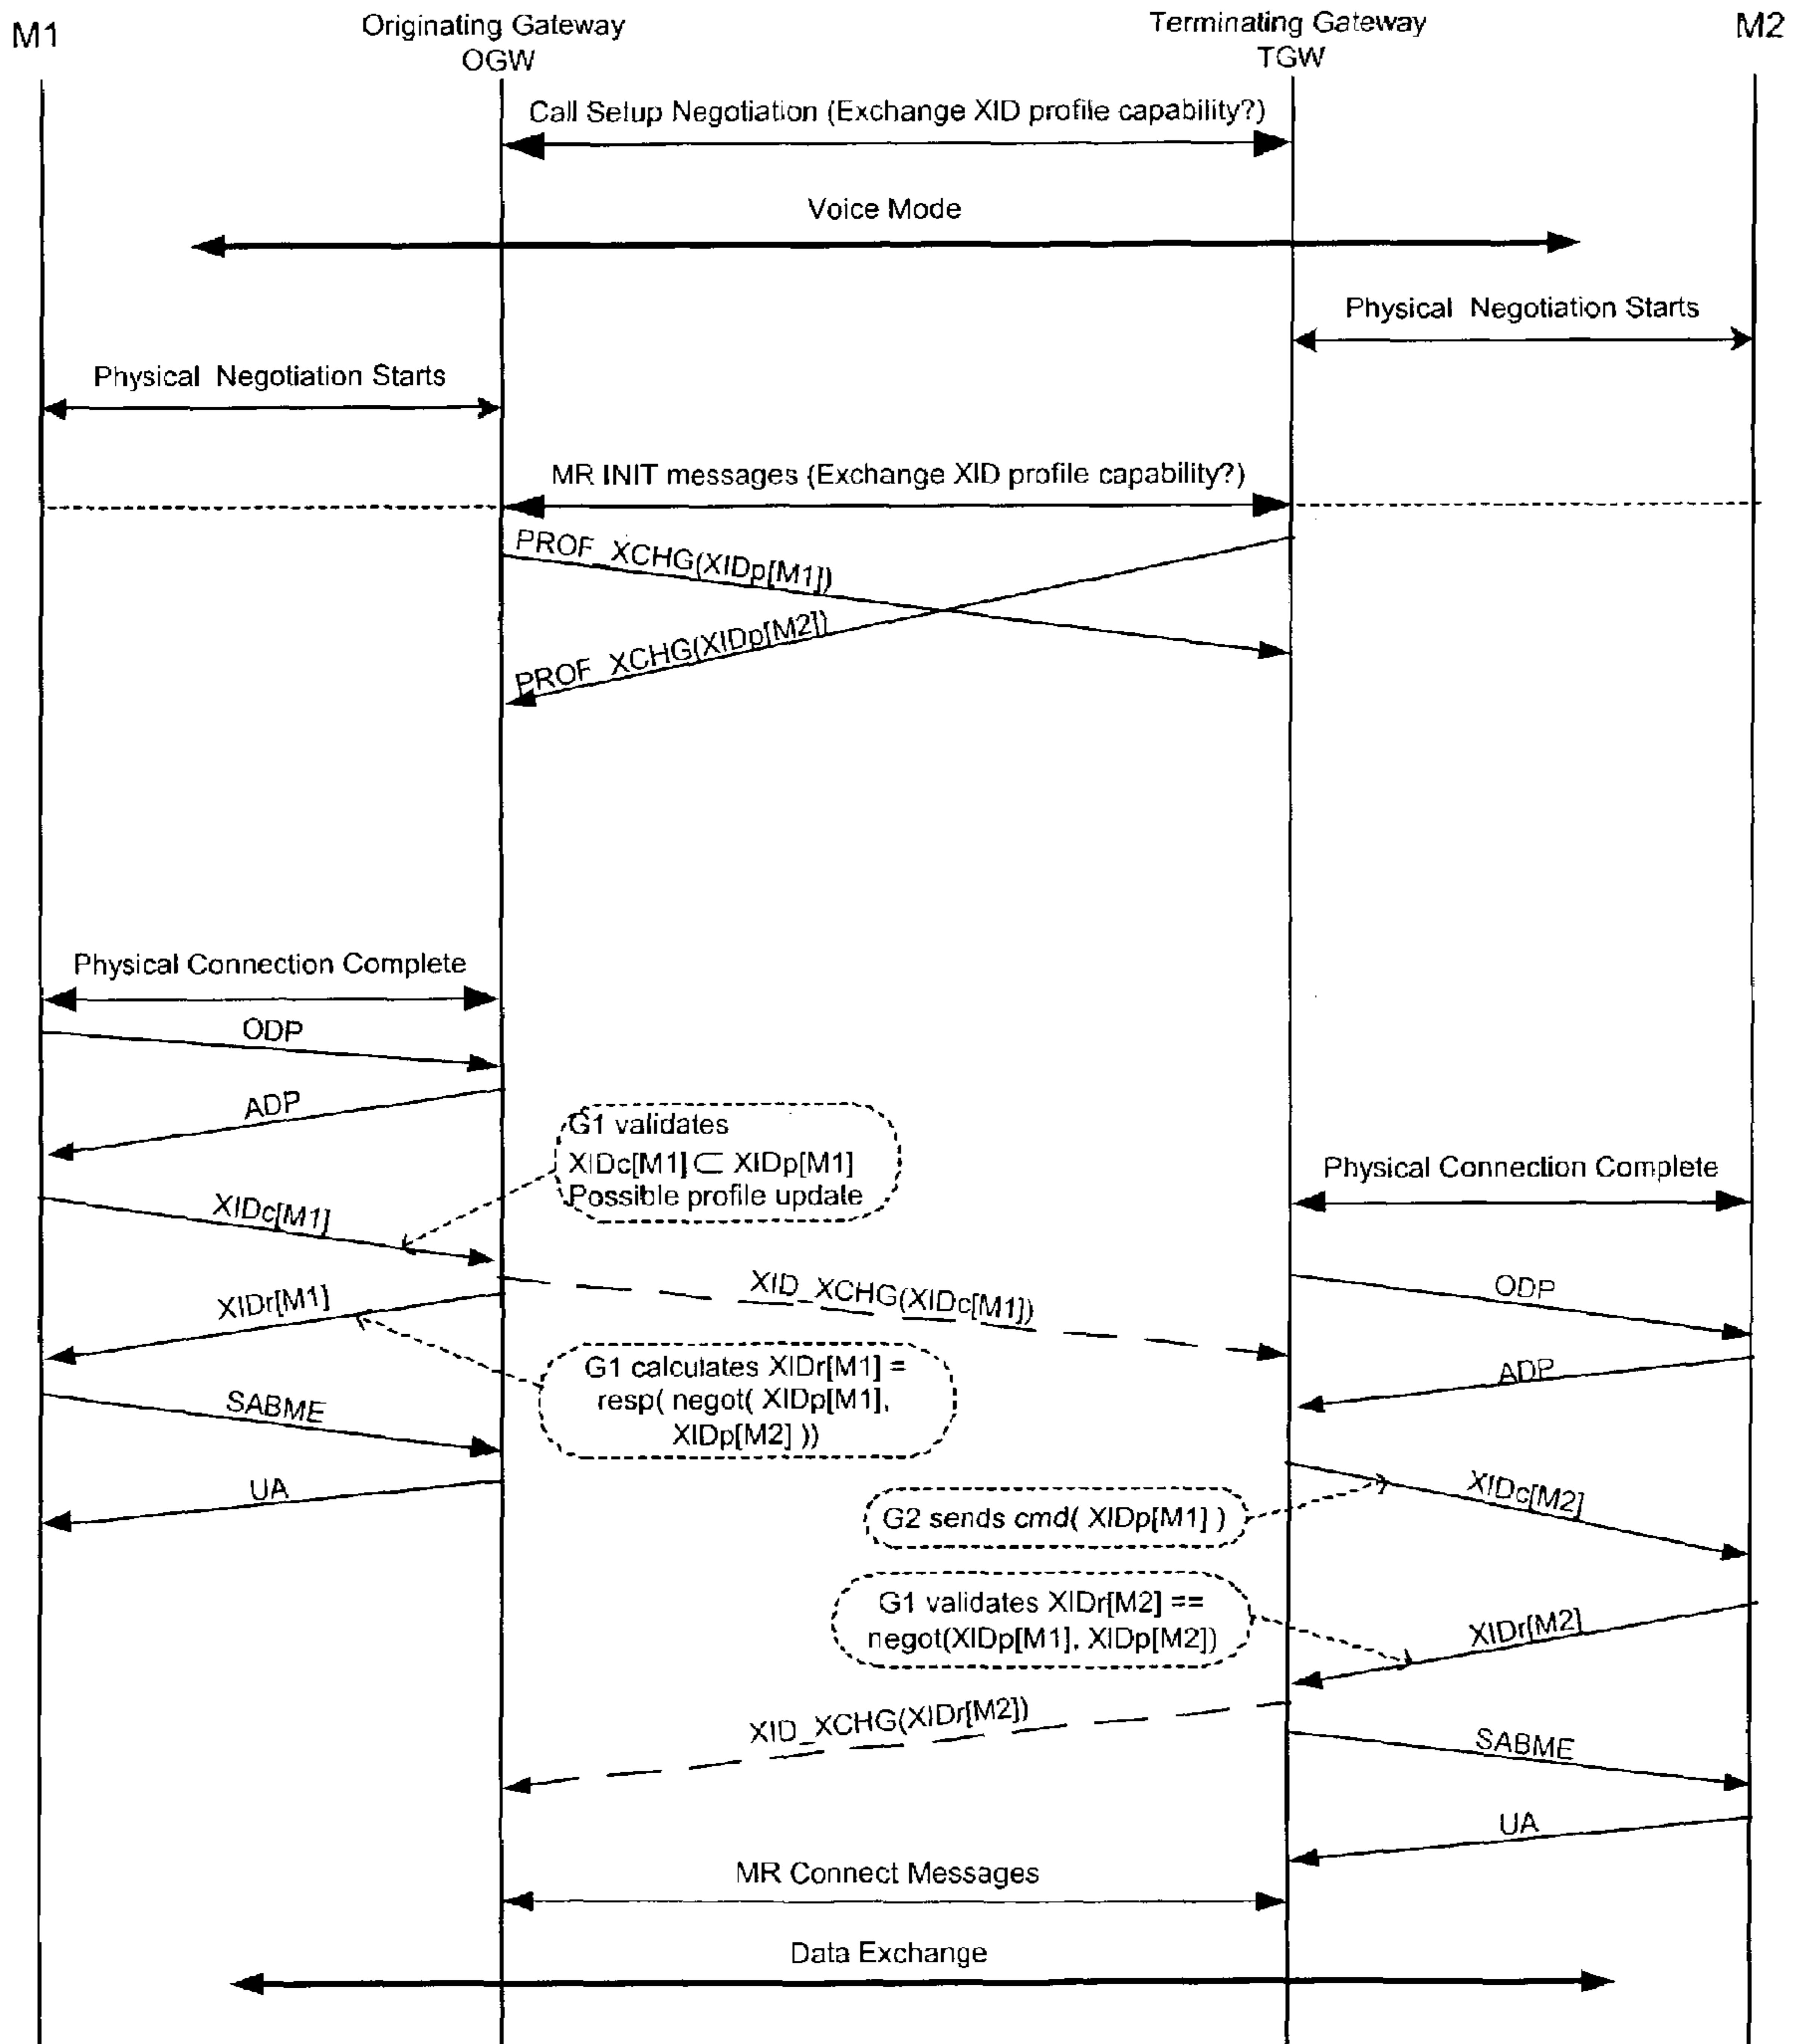 M1
Originating Gateway
OGW
Terminating Gateway
TGW
M2
Call Setup Negotiation (Exchange XID profile capability?)
Voice Mode
Physical Negotiation Starts
Physical Negotiation Starts
MR INIT messages (Exchange XID profile capability?)
PROF_XCHG(XIDp[M1])
PROF_XCHG(XIDp[M2])
Physical Connection Complete
ODP
ADP
G1 validates
XIDc[M1] ⊂ XIDp[M1]
Possible profile update
Physical Connection Complete
XIDc[M1]
XID_XCHG(XIDc[M1])
ODP
XIDr[M1]
G1 calculates XIDr[M1] =
resp( negot( XIDp[M1],
XIDp[M2] ))
ADP
SABME
UA
XIDc[M2]
G2 sends cmd( XIDp[M1] )
G1 validates XIDr[M2] ==
negot(XIDp[M1], XIDp[M2])
XIDr[M2]
XID_XCHG(XIDr[M2])
SABME
UA
MR Connect Messages
Data Exchange